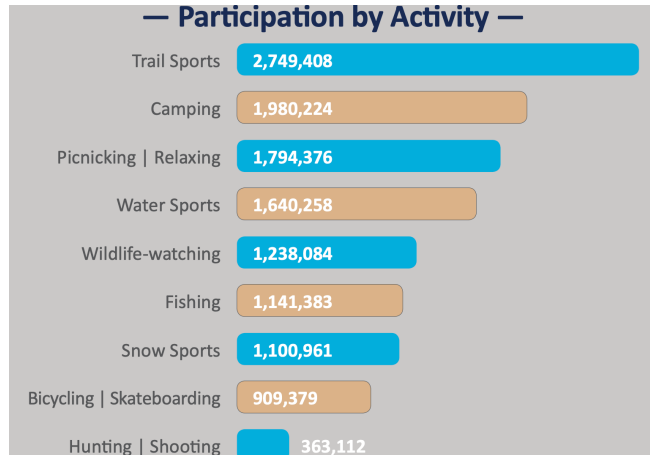 — Participation by Activity —
Trail Sports 2,749,408
Camping 1,980,224
Picnicking | Relaxing 1,794,376
Water Sports 1,640,258
Wildlife-watching 1,238,084
Fishing 1,141,383
Snow Sports 1,100,961
Bicycling | Skateboarding 909,379
Hunting | Shooting 363,112